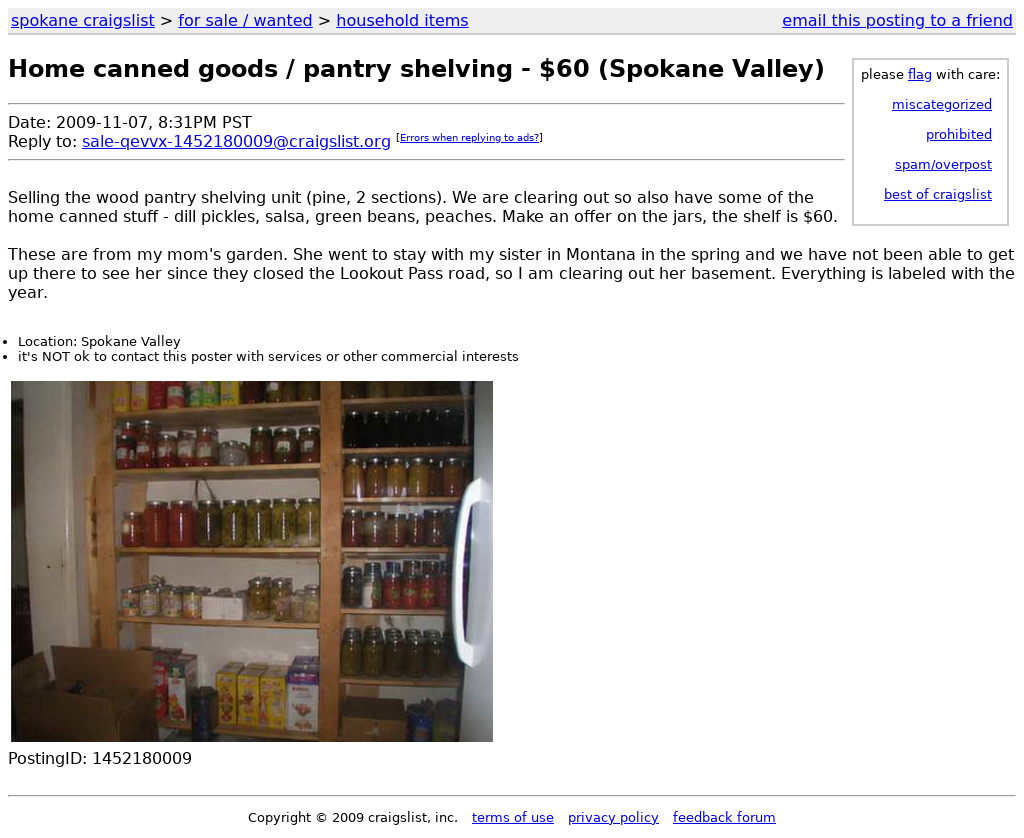 spokane craigslist > for sale / wanted > household items
email this posting to a friend
Home canned goods / pantry shelving - $60 (Spokane Valley)
please flag with care:
miscategorized
prohibited
spam/overpost
best of craigslist
Date: 2009-11-07, 8:31PM PST
Reply to: sale-qevvx-1452180009@craigslist.org [Errors when replying to ads?]
Selling the wood pantry shelving unit (pine, 2 sections). We are clearing out so also have some of the
home canned stuff - dill pickles, salsa, green beans, peaches. Make an offer on the jars, the shelf is $60.
These are from my mom's garden. She went to stay with my sister in Montana in the spring and we have not been able to get
up there to see her since they closed the Lookout Pass road, so I am clearing out her basement. Everything is labeled with the
year.
Location: Spokane Valley
it's NOT ok to contact this poster with services or other commercial interests
PostingID: 1452180009
Copyright © 2009 craigslist, inc. terms of use privacy policy feedback forum